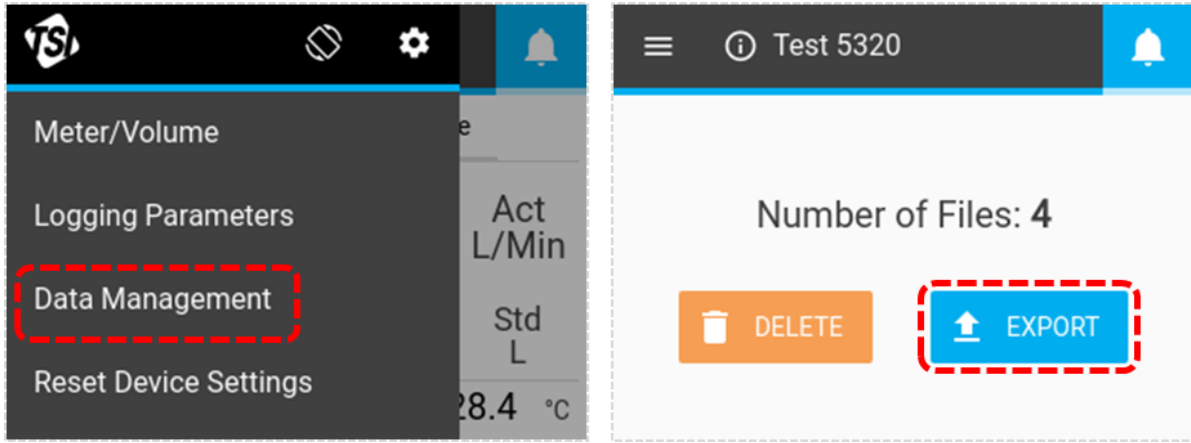 TSI
Meter/Volume
Logging Parameters
Data Management
Reset Device Settings
e
Act
L/Min
Std
L
28.4 °C
Test 5320
Number of Files: 4
DELETE
EXPORT